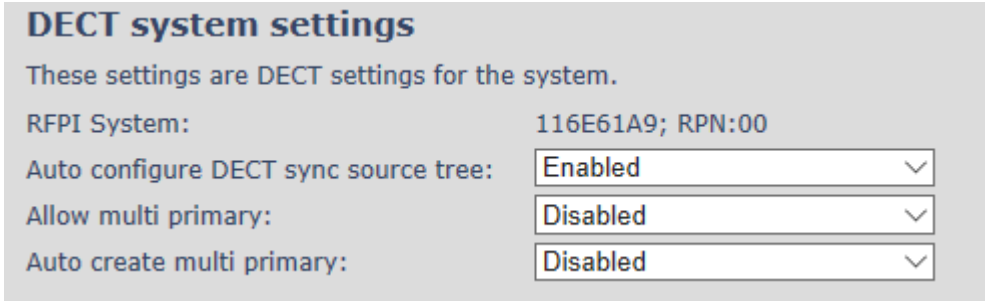 DECT system settings
These settings are DECT settings for the system.
RFPI System: 116E61A9; RPN:00
Auto configure DECT sync source tree: Enabled
Allow multi primary: Disabled
Auto create multi primary: Disabled